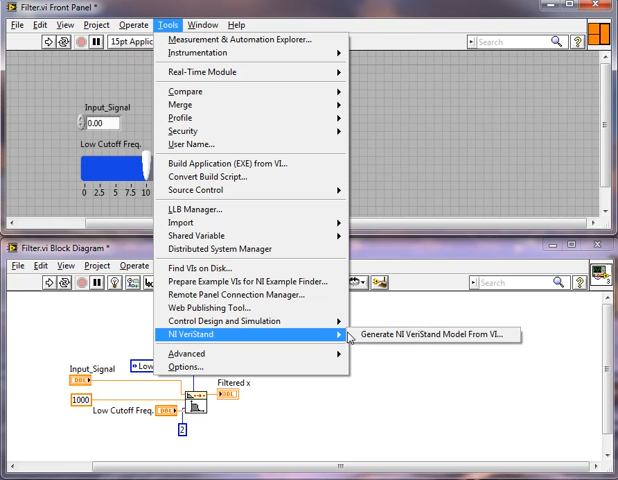 Filter.vi Front Panel *
File Edit View Project Operate Tools Window Help
15pt Applic
Search
Measurement & Automation Explorer...
Instrumentation
Real-Time Module
Compare
Merge
Profile
Security
User Name...
Build Application (EXE) from VI...
Convert Build Script...
Source Control
LLB Manager...
Import
Shared Variable
Distributed System Manager
Find VIs on Disk...
Prepare Example VIs for NI Example Finder...
Remote Panel Connection Manager...
Web Publishing Tool...
Control Design and Simulation
NI VeriStand
Generate NI VeriStand Model From VI...
Advanced
Options...
Input_Signal
0.00
Low Cutoff Freq.
0 2.5 5 7.5 10
Filter.vi Block Diagram *
File Edit View Project Operate
Search
Input_Signal
Low
Filtered x
DBL
DBL
1000
Low Cutoff Freq.
DBL
2